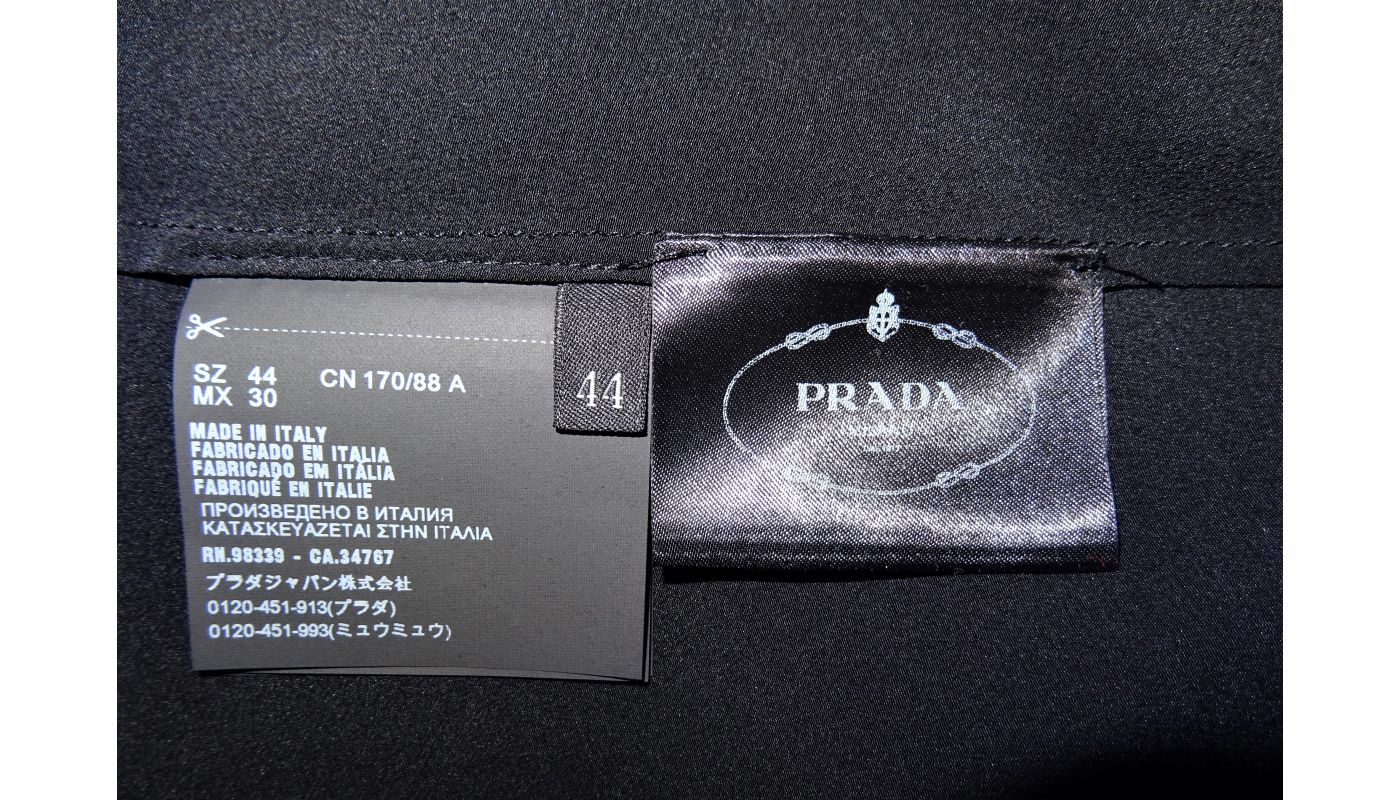 SZ 44 CN 170/88 A
MX 30
MADE IN ITALY
FABRICADO EN ITALIA
FABRICADO EM ITÁLIA
FABRIQUÉ EN ITALIE
ПРОИЗВЕДЕНО В ИТАЛИЯ
ΚΑΤΑΣΚΕΥΑΖΕΤΑΙ ΣΤΗΝ ΙΤΑΛΙΑ
RN.98339 - CA.34767
プラダジャパン株式会社
0120-451-913(プラダ)
0120-451-993(ミュウミュウ)
44
PRADA